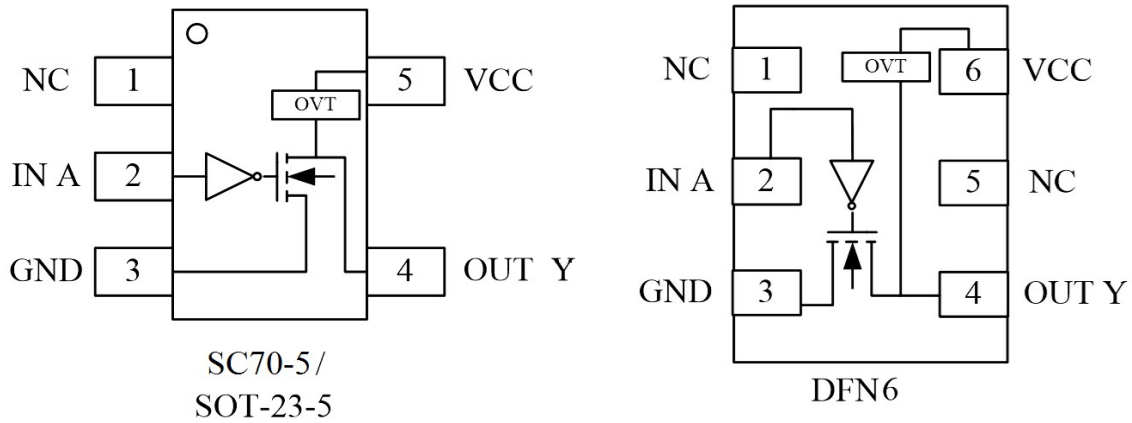 NC 1
5 VCC
OVT
IN A 2
GND 3
4 OUT Y
SC70-5/
SOT-23-5
NC 1
OVT
6 VCC
IN A 2
5 NC
GND 3
4 OUT Y
DFN6